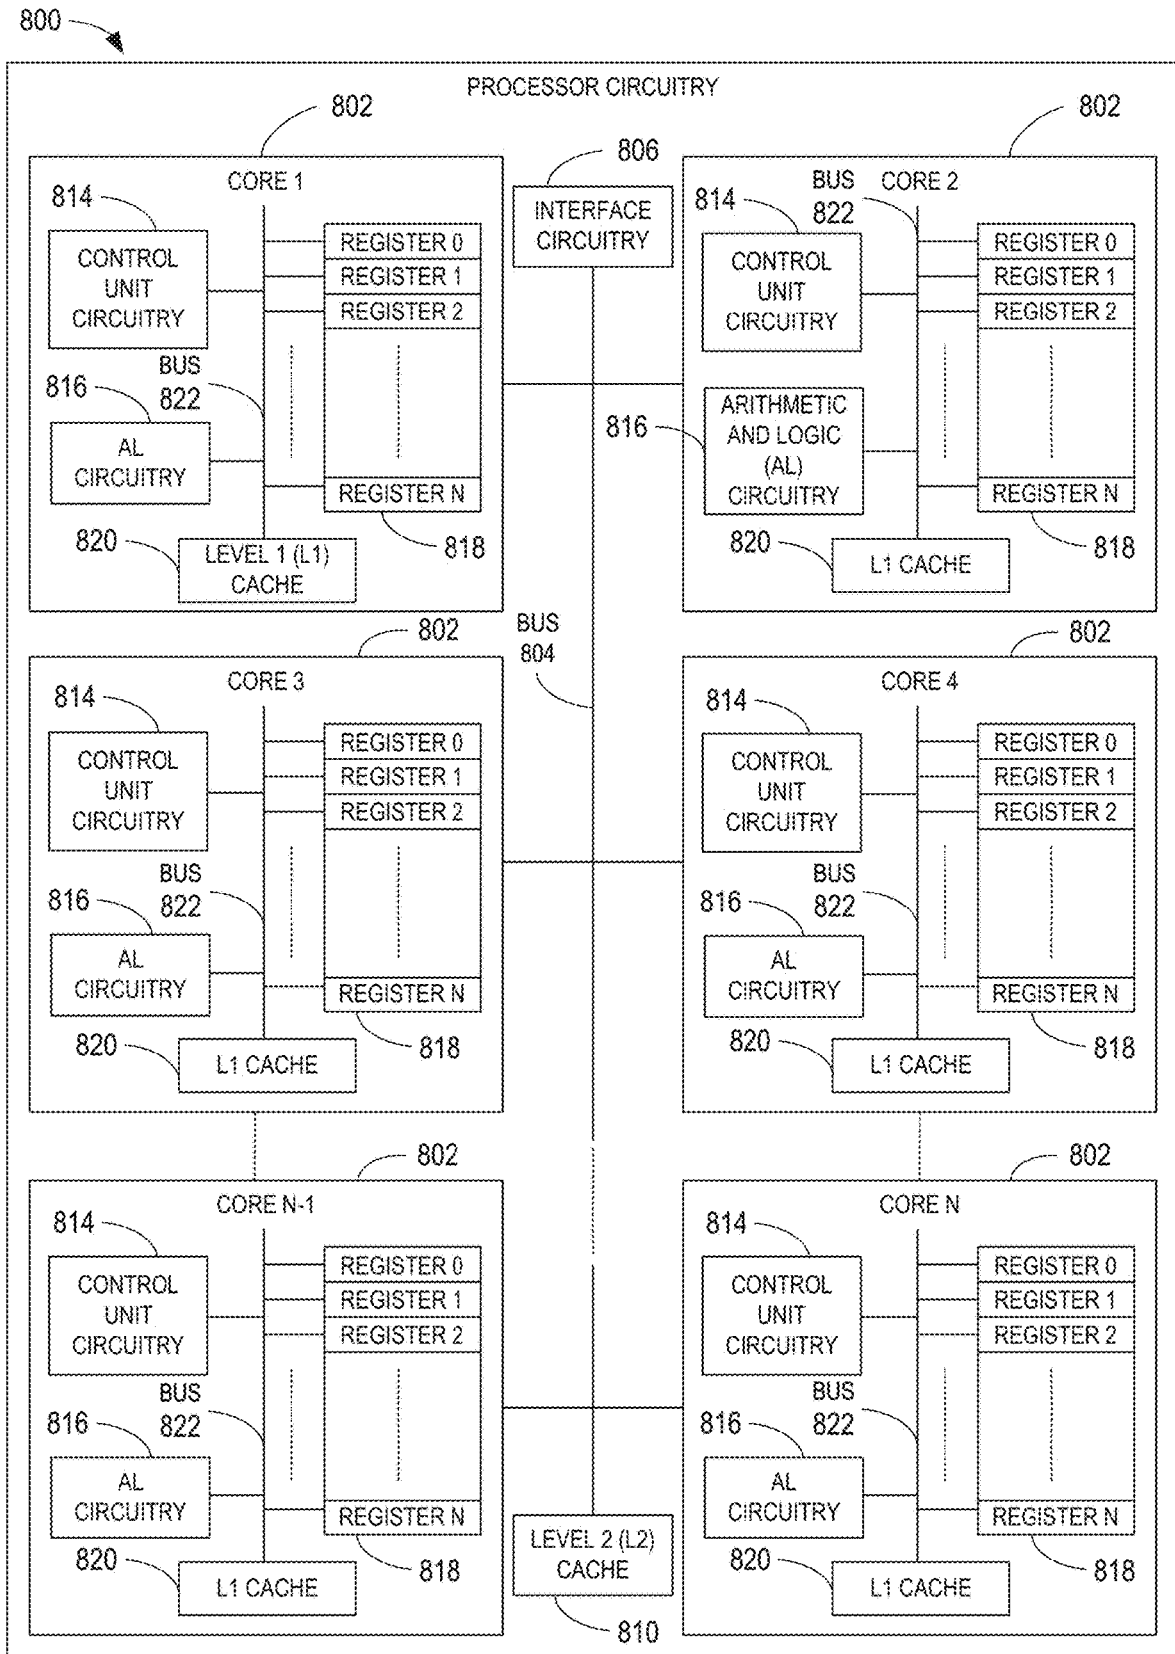 800
PROCESSOR CIRCUITRY
802
CORE 1
814
CONTROL
UNIT
CIRCUITRY
REGISTER 0
REGISTER 1
REGISTER 2
BUS
822
816
AL
CIRCUITRY
REGISTER N
818
820
LEVEL 1 (L1)
CACHE
806
INTERFACE
CIRCUITRY
802
BUS
822
CORE 2
814
CONTROL
UNIT
CIRCUITRY
REGISTER 0
REGISTER 1
REGISTER 2
816
ARITHMETIC
AND LOGIC
(AL)
CIRCUITRY
REGISTER N
818
820
L1 CACHE
BUS
804
802
CORE 3
814
CONTROL
UNIT
CIRCUITRY
REGISTER 0
REGISTER 1
REGISTER 2
BUS
822
816
AL
CIRCUITRY
REGISTER N
818
820
L1 CACHE
802
CORE 4
814
CONTROL
UNIT
CIRCUITRY
REGISTER 0
REGISTER 1
REGISTER 2
BUS
822
816
AL
CIRCUITRY
REGISTER N
818
820
L1 CACHE
802
CORE N-1
814
CONTROL
UNIT
CIRCUITRY
REGISTER 0
REGISTER 1
REGISTER 2
BUS
822
816
AL
CIRCUITRY
REGISTER N
818
820
L1 CACHE
802
CORE N
814
CONTROL
UNIT
CIRCUITRY
REGISTER 0
REGISTER 1
REGISTER 2
BUS
822
816
AL
CIRCUITRY
REGISTER N
818
820
L1 CACHE
LEVEL 2 (L2)
CACHE
810